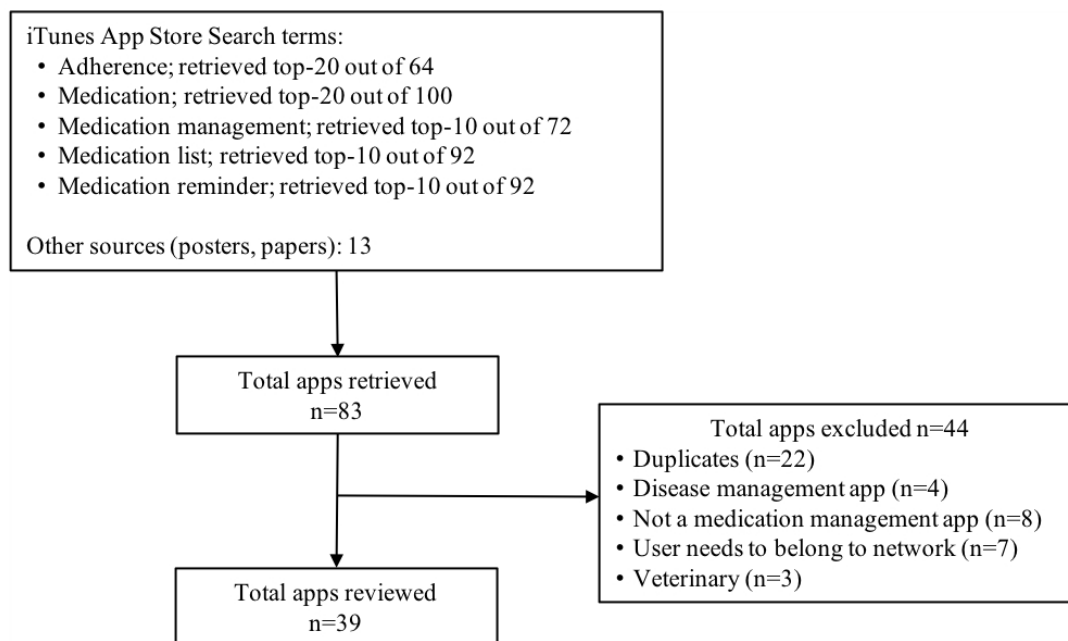 iTunes App Store Search terms:
• Adherence; retrieved top-20 out of 64
• Medication; retrieved top-20 out of 100
• Medication management; retrieved top-10 out of 72
• Medication list; retrieved top-10 out of 92
• Medication reminder; retrieved top-10 out of 92
Other sources (posters, papers): 13
Total apps retrieved
n=83
Total apps excluded n=44
• Duplicates (n=22)
• Disease management app (n=4)
• Not a medication management app (n=8)
• User needs to belong to network (n=7)
• Veterinary (n=3)
Total apps reviewed
n=39